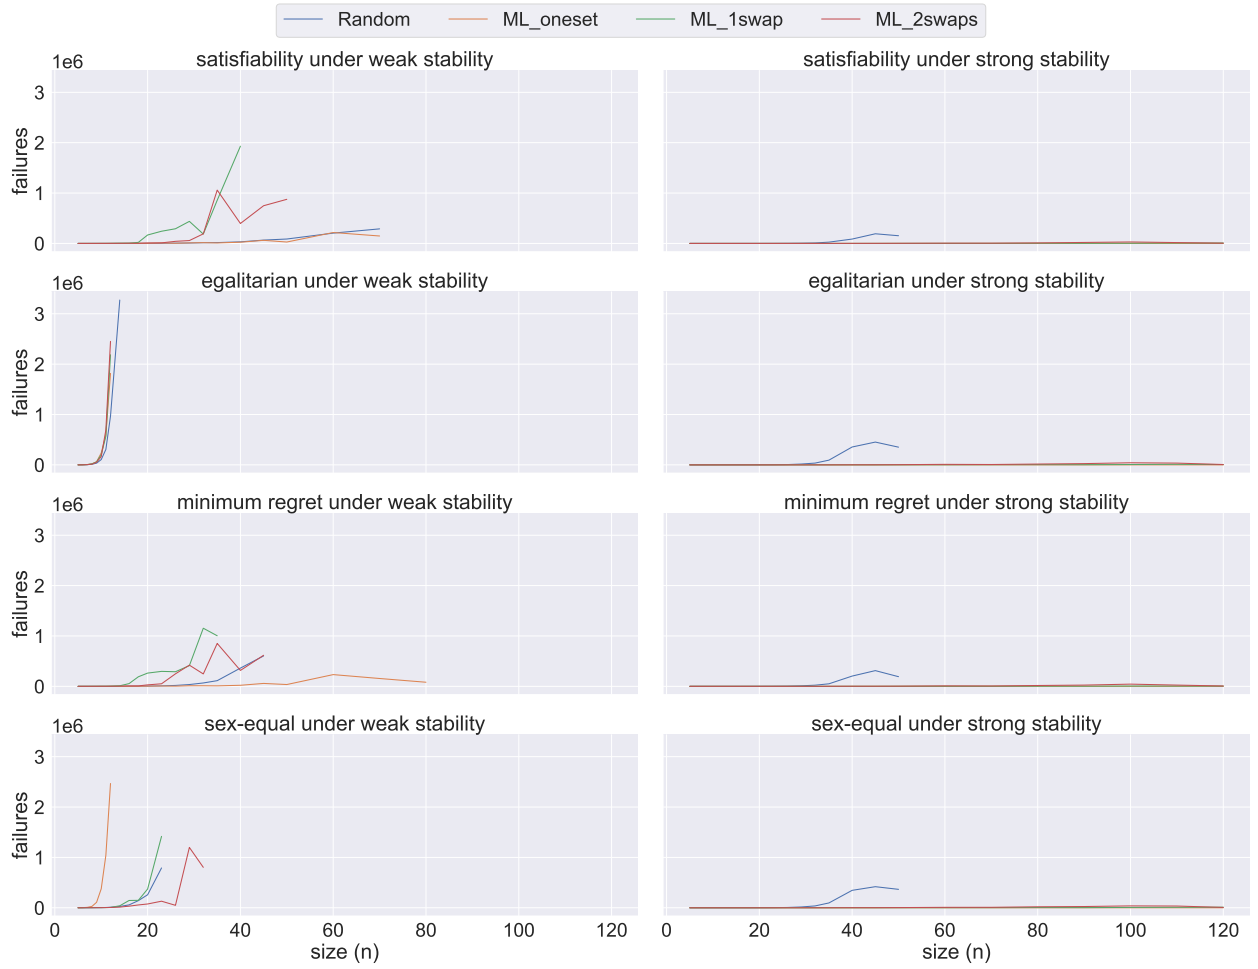 Random ML_oneset ML_1swap ML_2swaps
satisfiability under weak stability
1e6
3
2
1
0
failures
satisfiability under strong stability
egalitarian under weak stability
1e6
3
2
1
0
failures
egalitarian under strong stability
minimum regret under weak stability
1e6
3
2
1
0
failures
minimum regret under strong stability
sex-equal under weak stability
1e6
3
2
1
0
failures
0 20 40 60 80 100 120
size (n)
sex-equal under strong stability
0 20 40 60 80 100 120
size (n)